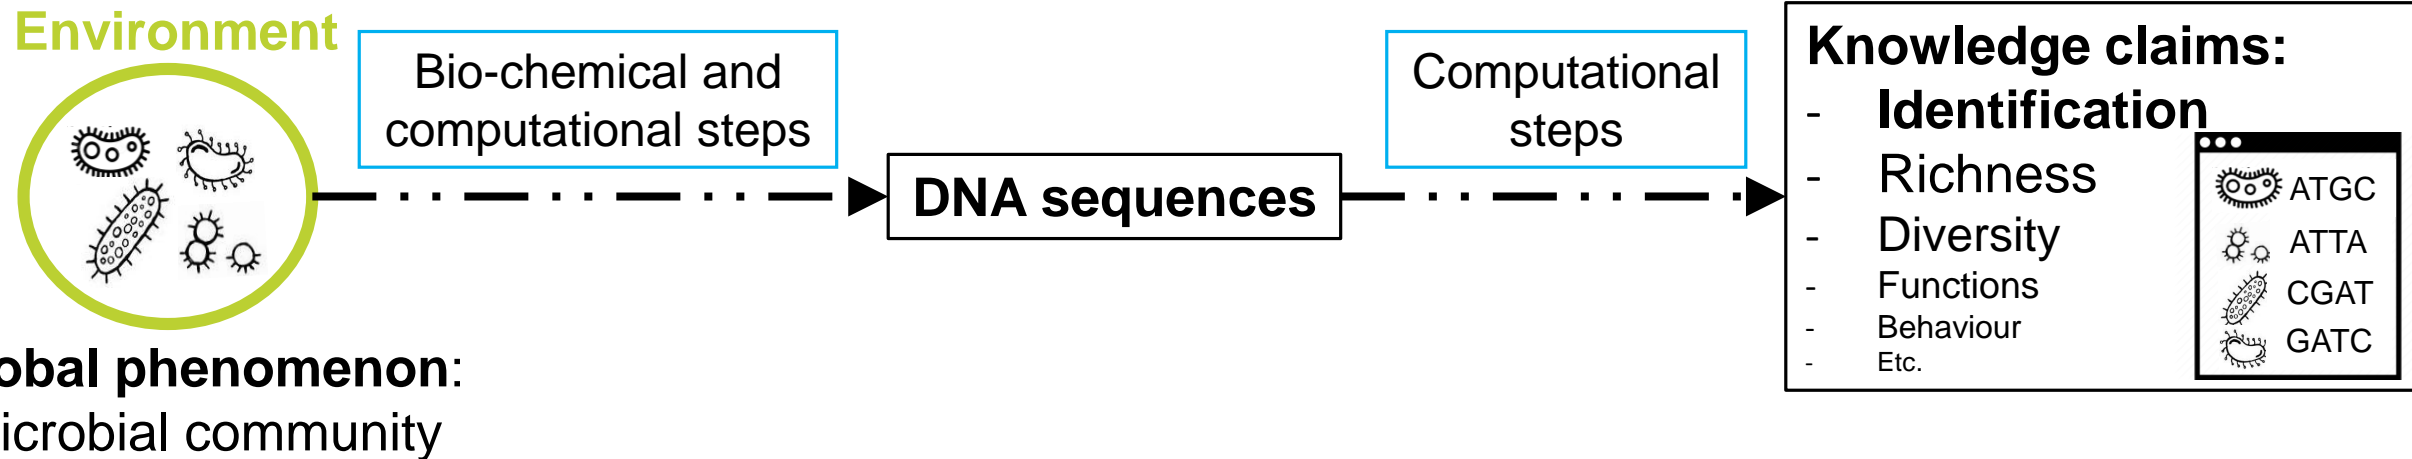 Environment
Bio-chemical and
computational steps
DNA sequences
Computational
steps
Knowledge claims:
- Identification
- Richness
- Diversity
- Functions
- Behaviour
- Etc.
ATGC
ATTA
CGAT
GATC
obal phenomenon:
icrobial community